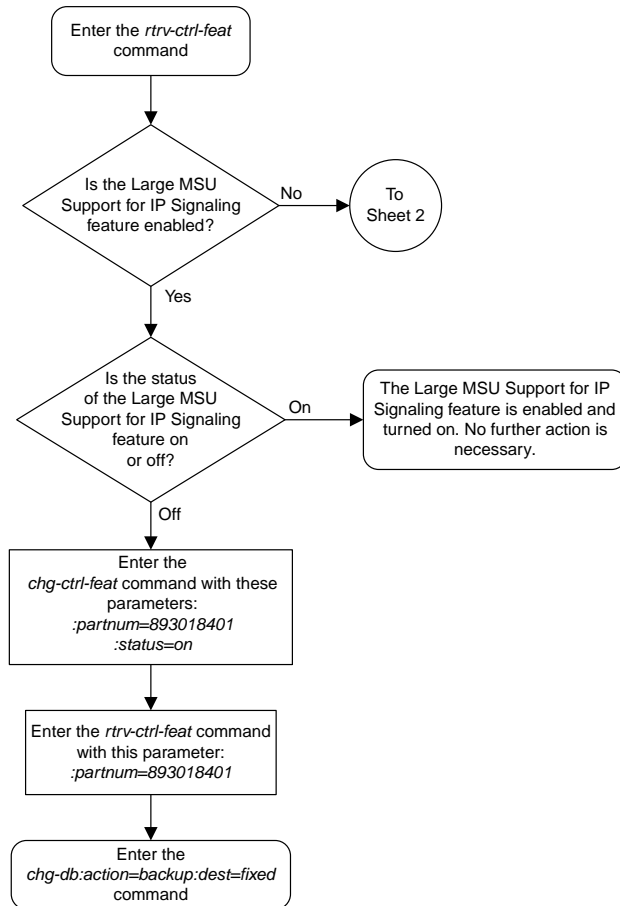 Enter the rtrv-ctrl-feat
command
Is the Large MSU
Support for IP Signaling
feature enabled?
No
To
Sheet 2
Yes
Is the status
of the Large MSU
Support for IP Signaling
feature on
or off?
On
The Large MSU Support for IP
Signaling feature is enabled and
turned on. No further action is
necessary.
Off
Enter the
chg-ctrl-feat command with these
parameters:
:partnum=893018401
:status=on
Enter the rtrv-ctrl-feat command
with this parameter:
:partnum=893018401
Enter the
chg-db:action=backup:dest=fixed
command